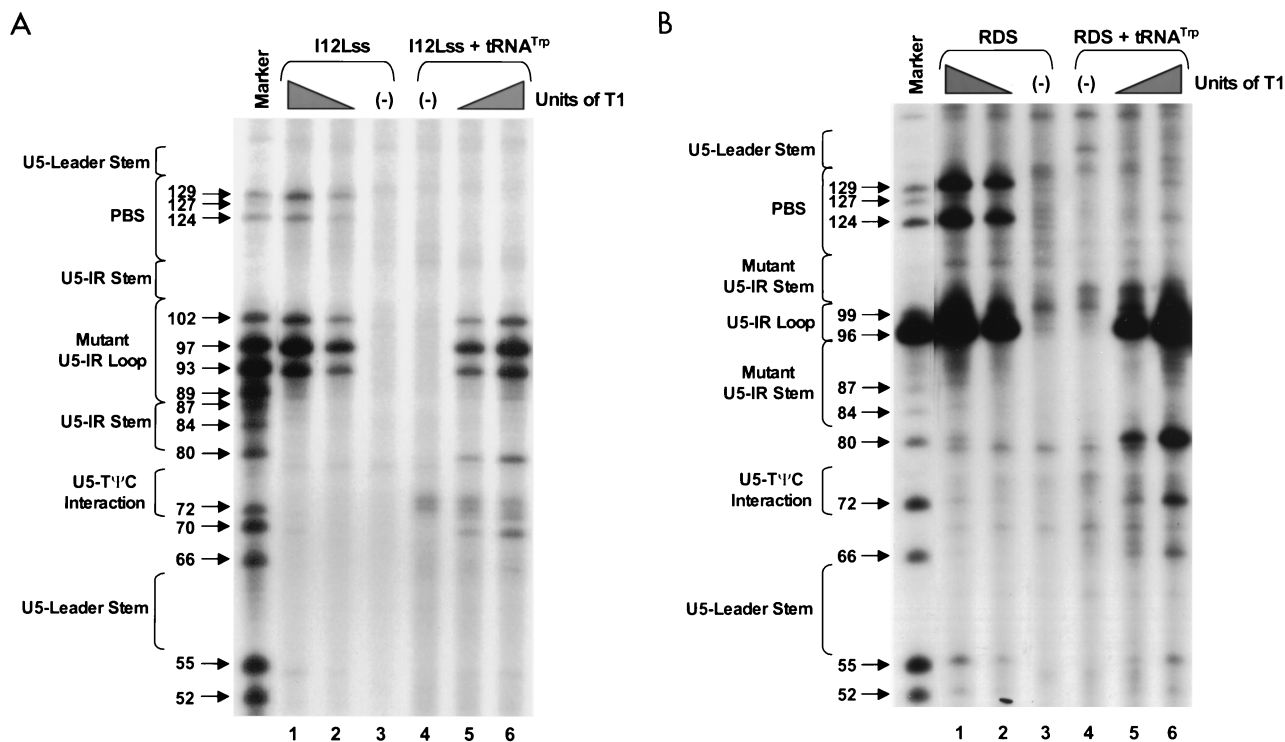 A
Marker
I12Lss
I12Lss + tRNATrp
(-)
(-)
Units of T1
U5-Leader Stem
129
127
PBS
124
U5-IR Stem
102
Mutant
U5-IR Loop
97
93
89
87
U5-IR Stem
84
80
U5-TΨC
Interaction
72
70
66
U5-Leader Stem
55
52
1 2 3 4 5 6
B
Marker
RDS
RDS + tRNATrp
(-)
(-)
Units of T1
U5-Leader Stem
129
127
PBS
124
Mutant
U5-IR Stem
99
U5-IR Loop
96
Mutant
U5-IR Stem
87
84
80
U5-TΨC
Interaction
72
66
U5-Leader Stem
55
52
1 2 3 4 5 6